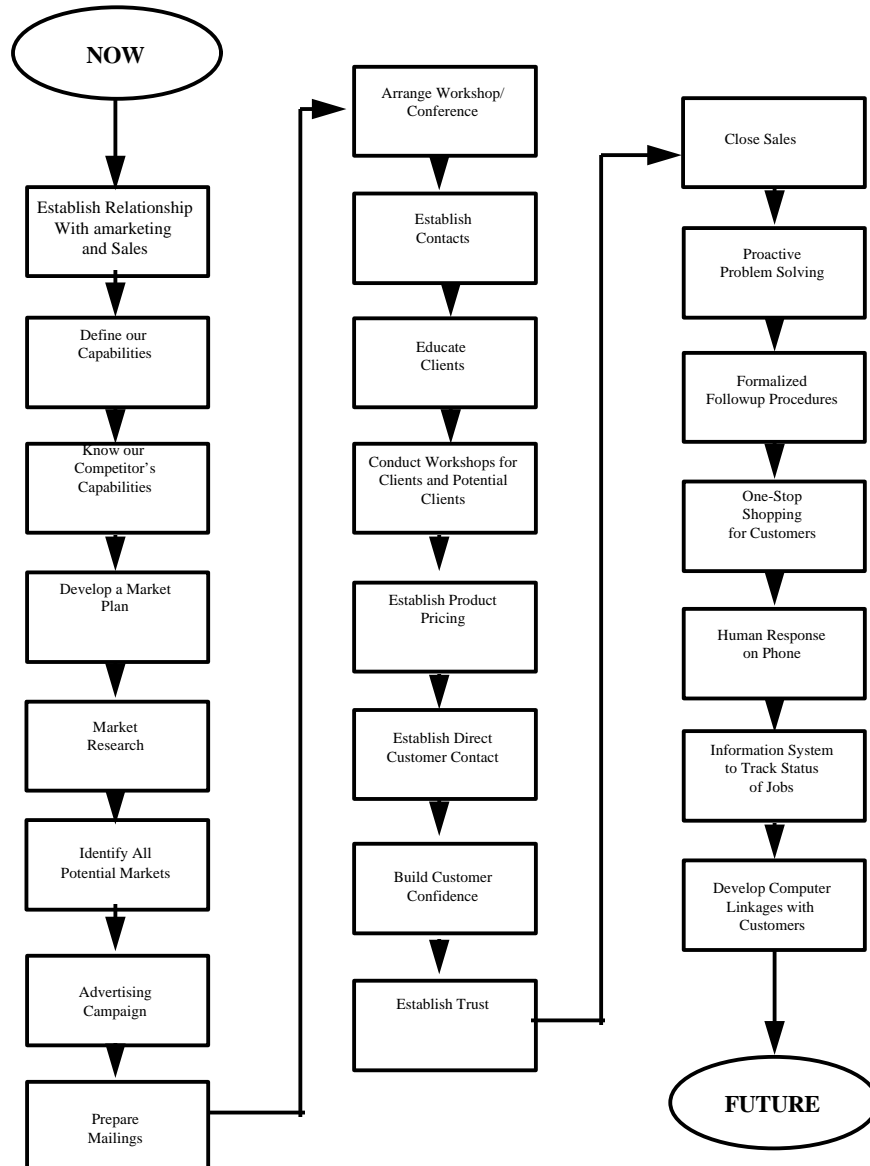 NOW
Establish Relationship
With amarketing
and Sales
Define our
Capabilities
Know our
Competitor’s
Capabilities
Develop a Market
Plan
Market
Research
Identify All
Potential Markets
Advertising
Campaign
Prepare
Mailings
Arrange Workshop/
Conference
Establish
Contacts
Educate
Clients
Conduct Workshops for
Clients and Potential
Clients
Establish Product
Pricing
Establish Direct
Customer Contact
Build Customer
Confidence
Establish Trust
Close Sales
Proactive
Problem Solving
Formalized
Followup Procedures
One-Stop
Shopping
for Customers
Human Response
on Phone
Information System
to Track Status
of Jobs
Develop Computer
Linkages with
Customers
FUTURE